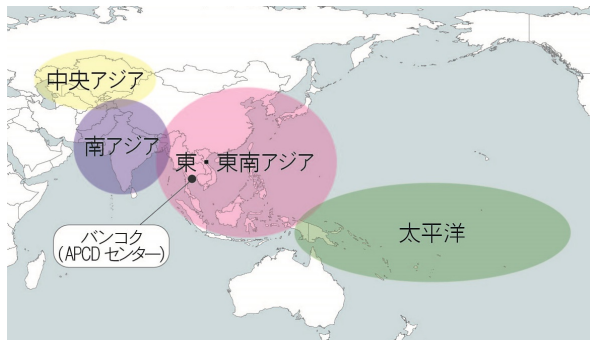 中央アジア
南アジア
東・東南アジア
太平洋
バンコク
(APCD センター)